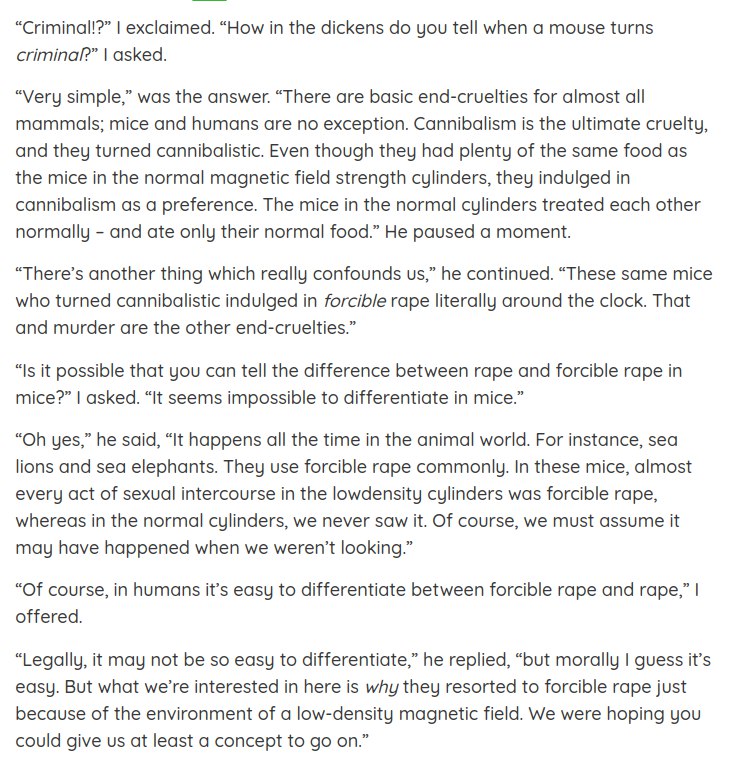 “Criminal!?” I exclaimed. “How in the dickens do you tell when a mouse turns
criminal?” I asked.
“Very simple,” was the answer. “There are basic end-cruelties for almost all
mammals; mice and humans are no exception. Cannibalism is the ultimate cruelty,
and they turned cannibalistic. Even though they had plenty of the same food as
the mice in the normal magnetic field strength cylinders, they indulged in
cannibalism as a preference. The mice in the normal cylinders treated each other
normally – and ate only their normal food.” He paused a moment.
“There’s another thing which really confounds us,” he continued. “These same mice
who turned cannibalistic indulged in forcible rape literally around the clock. That
and murder are the other end-cruelties.”
“Is it possible that you can tell the difference between rape and forcible rape in
mice?” I asked. “It seems impossible to differentiate in mice.”
“Oh yes,” he said, “It happens all the time in the animal world. For instance, sea
lions and sea elephants. They use forcible rape commonly. In these mice, almost
every act of sexual intercourse in the lowdensity cylinders was forcible rape,
whereas in the normal cylinders, we never saw it. Of course, we must assume it
may have happened when we weren’t looking.”
“Of course, in humans it’s easy to differentiate between forcible rape and rape,” I
offered.
“Legally, it may not be so easy to differentiate,” he replied, “but morally I guess it’s
easy. But what we’re interested in here is why they resorted to forcible rape just
because of the environment of a low-density magnetic field. We were hoping you
could give us at least a concept to go on.”